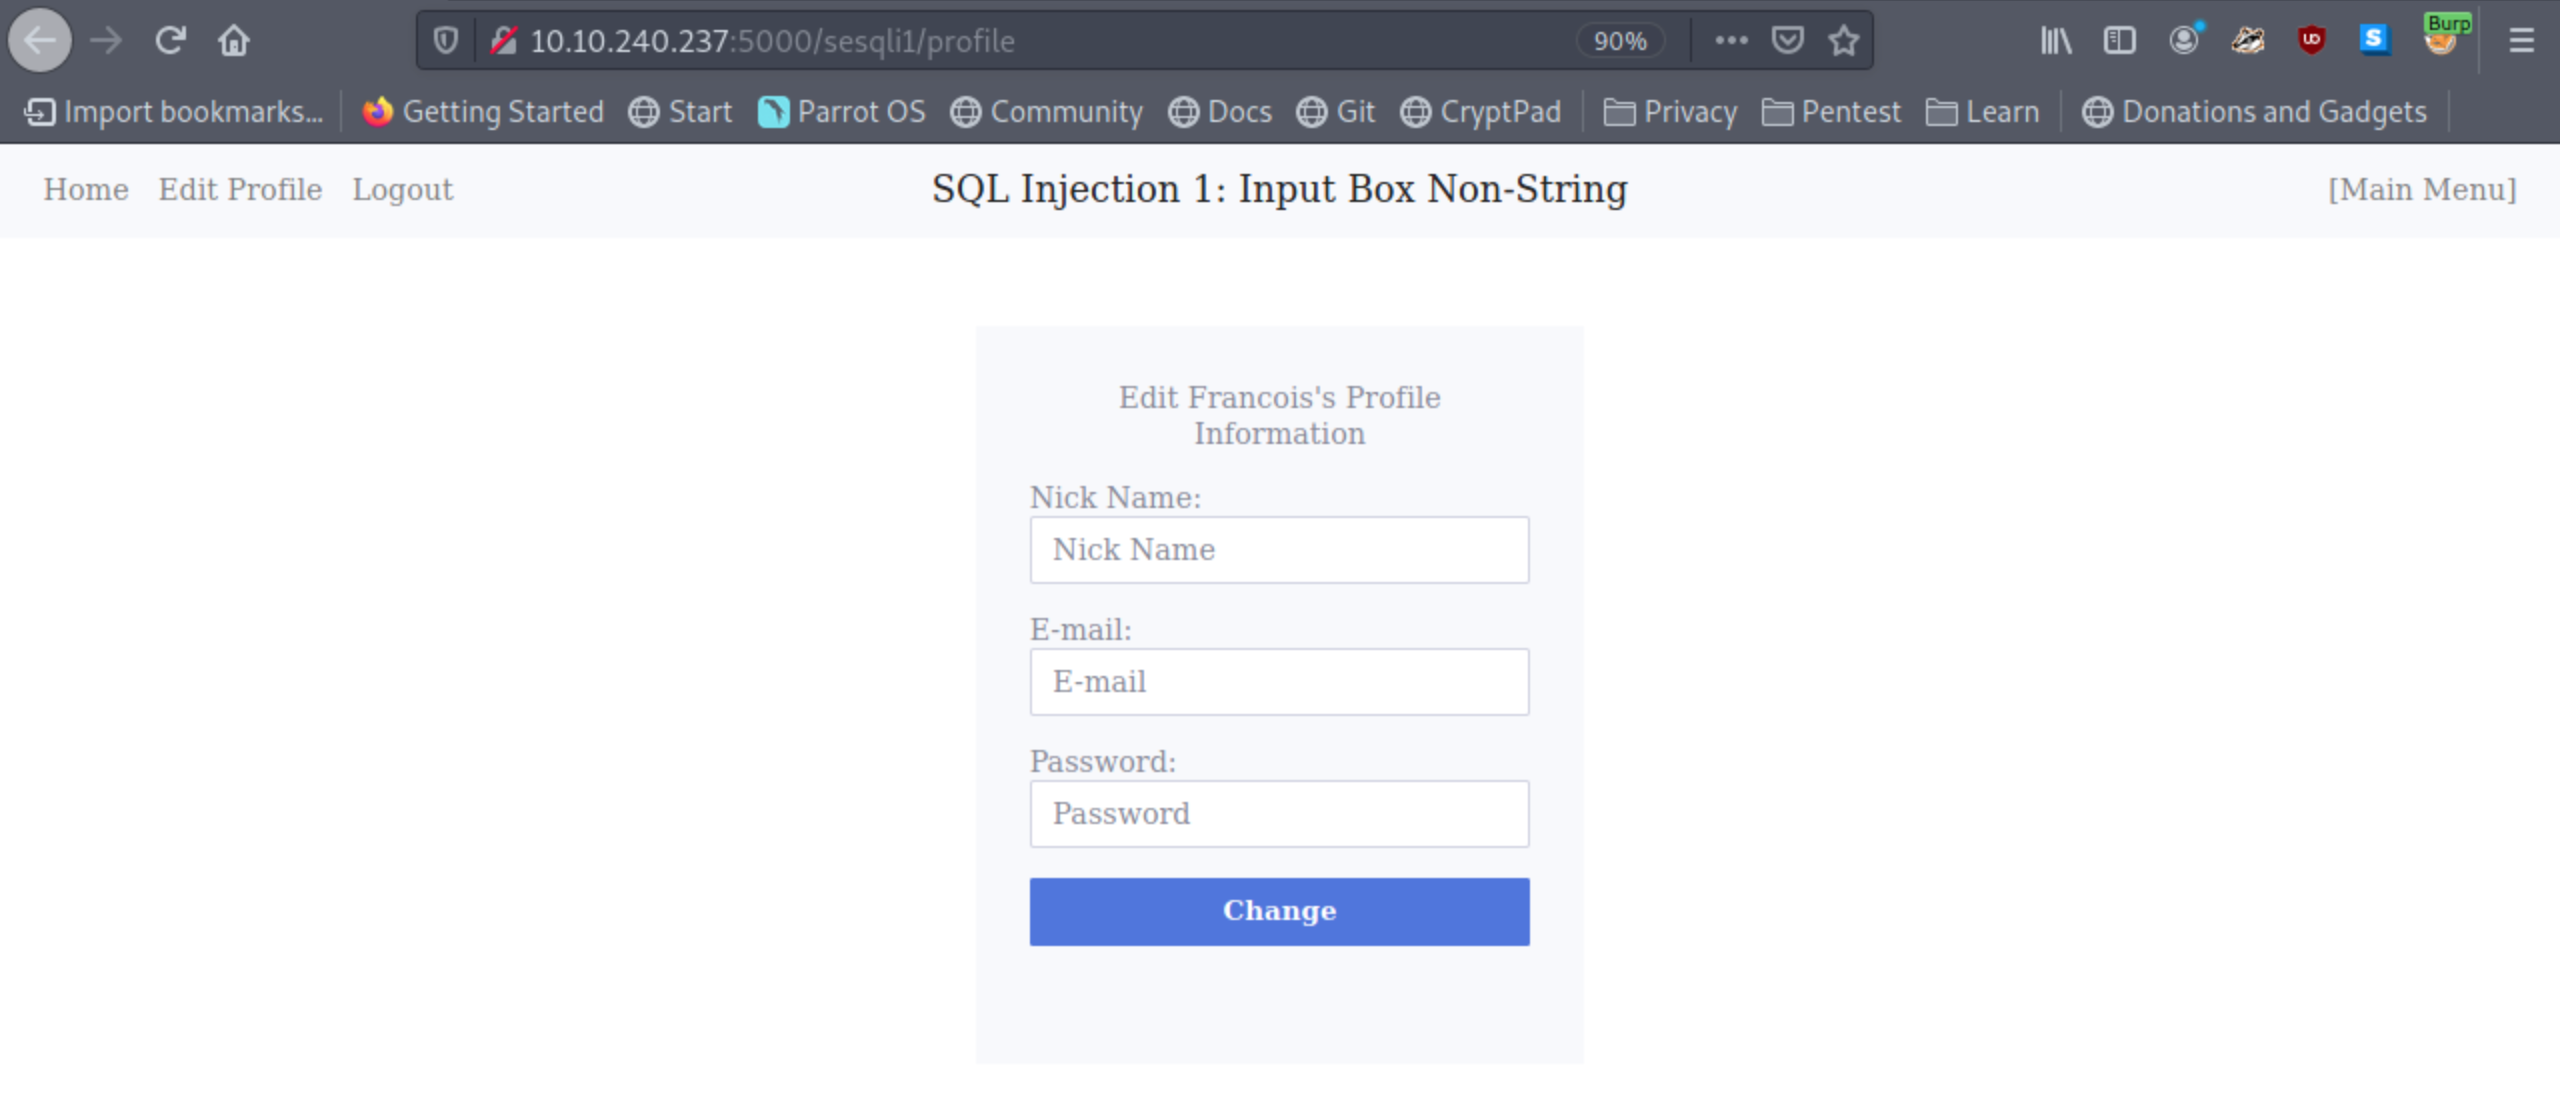 10.10.240.237:5000/sesqli1/profile
90%
Burp
Import bookmarks... Getting Started Start Parrot OS Community Docs Git CryptPad Privacy Pentest Learn Donations and Gadgets
Home Edit Profile Logout SQL Injection 1: Input Box Non-String [Main Menu]
Edit Francois's Profile
Information
Nick Name:
Nick Name
E-mail:
E-mail
Password:
Password
Change